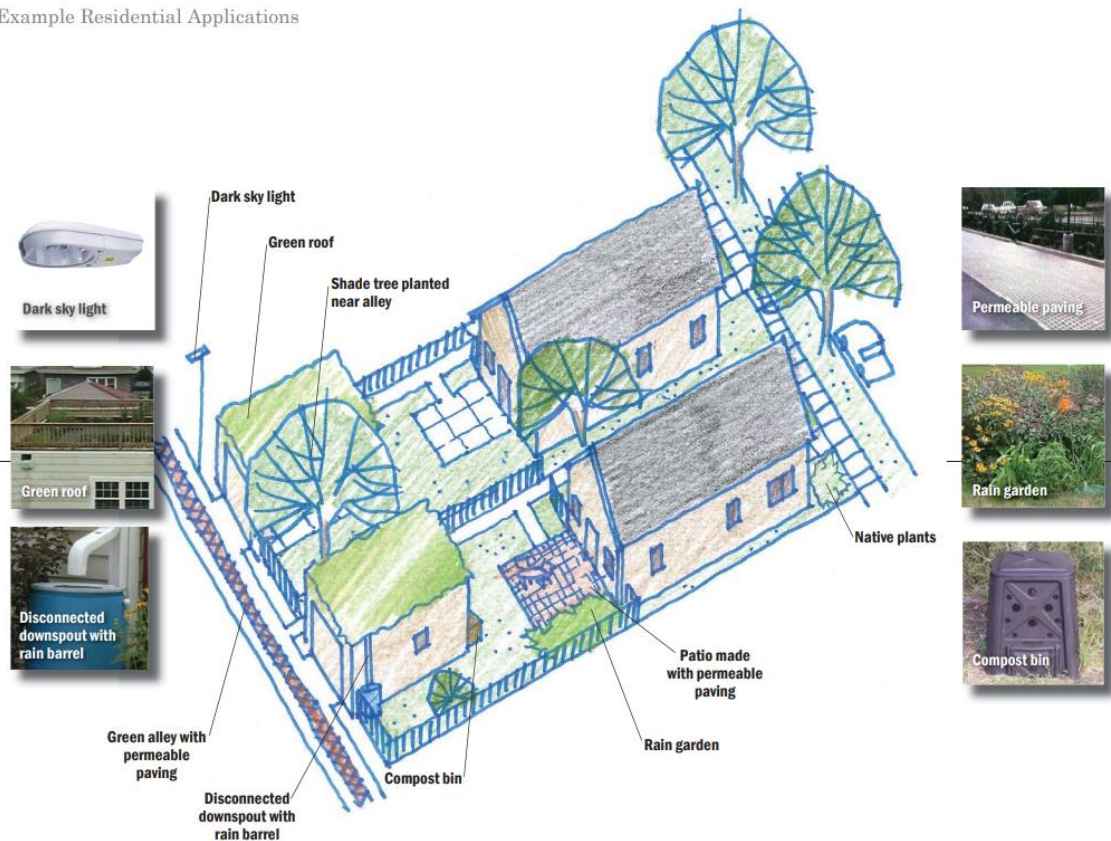 Example Residential Applications
Dark sky light
Green roof
Shade tree planted
near alley
Dark sky light
Green roof
Disconnected
downspout with
rain barrel
Permeable paving
Rain garden
Compost bin
Native plants
Patio made
with permeable
paving
Rain garden
Green alley with
permeable
paving
Compost bin
Disconnected
downspout with
rain barrel